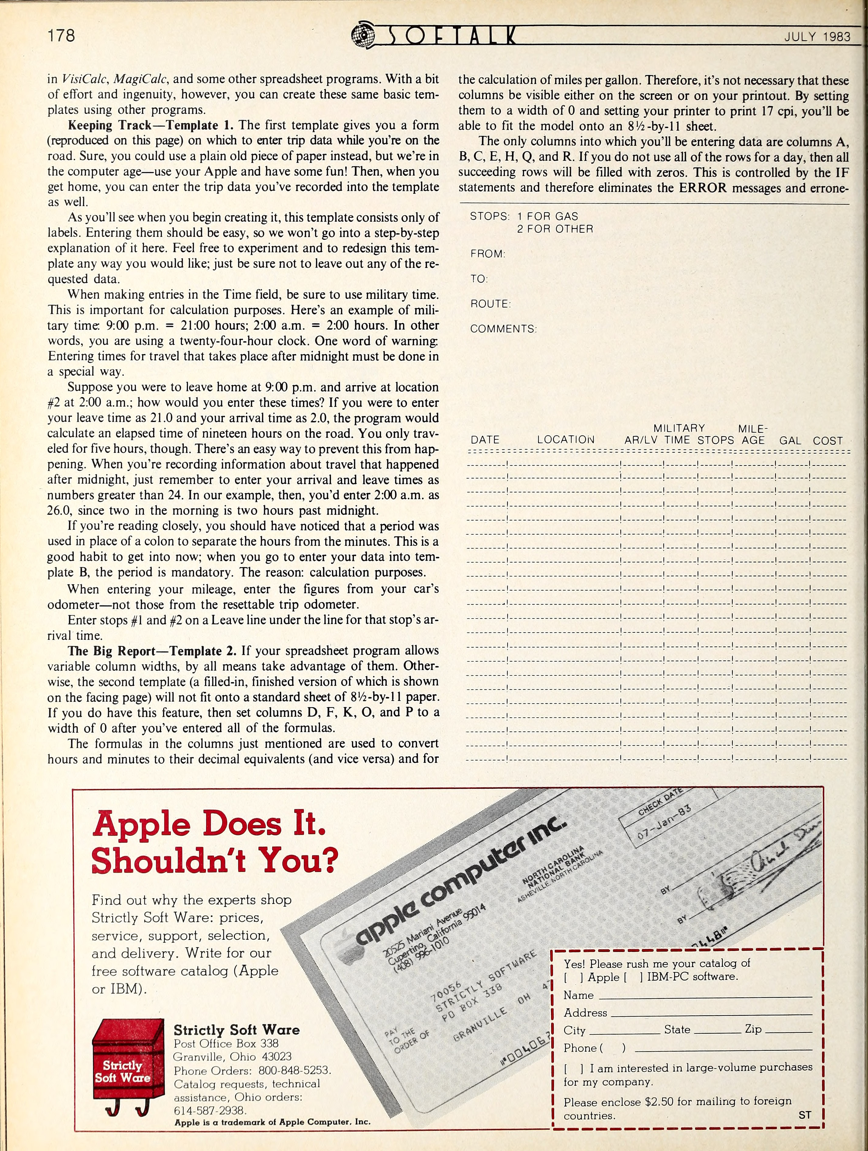 178
SOFTALK
JULY 1983
in VisiCalc, MagiCalc, and some other spreadsheet programs. With a bit
of effort and ingenuity, however, you can create these same basic tem-
plates using other programs.
Keeping Track—Template 1. The first template gives you a form
(reproduced on this page) on which to enter trip data while you're on the
road. Sure, you could use a plain old piece of paper instead, but we're in
the computer age—use your Apple and have some fun! Then, when you
get home, you can enter the trip data you've recorded into the template
as well.
As you'll see when you begin creating it, this template consists only of
labels. Entering them should be easy, so we won't go into a step-by-step
explanation of it here. Feel free to experiment and to redesign this tem-
plate any way you would like; just be sure not to leave out any of the re-
quested data.
When making entries in the Time field, be sure to use military time.
This is important for calculation purposes. Here's an example of mili-
tary time: 9:00 p.m. = 21:00 hours; 2:00 a.m. = 2:00 hours. In other
words, you are using a twenty-four-hour clock. One word of warning:
Entering times for travel that takes place after midnight must be done in
a special way.
Suppose you were to leave home at 9:00 p.m. and arrive at location
#2 at 2:00 a.m.; how would you enter these times? If you were to enter
your leave time as 21.0 and your arrival time as 2.0, the program would
calculate an elapsed time of nineteen hours on the road. You only trav-
eled for five hours, though. There's an easy way to prevent this from hap-
pening. When you're recording information about travel that happened
after midnight, just remember to enter your arrival and leave times as
numbers greater than 24. In our example, then, you'd enter 2:00 a.m. as
26.0, since two in the morning is two hours past midnight.
If you're reading closely, you should have noticed that a period was
used in place of a colon to separate the hours from the minutes. This is a
good habit to get into now; when you go to enter your data into tem-
plate B, the period is mandatory. The reason: calculation purposes.
When entering your mileage, enter the figures from your car's
odometer—not those from the resettable trip odometer.
Enter stops #1 and #2 on a Leave line under the line for that stop's ar-
rival time.
The Big Report—Template 2. If your spreadsheet program allows
variable column widths, by all means take advantage of them. Other-
wise, the second template (a filled-in, finished version of which is shown
on the facing page) will not fit onto a standard sheet of 8½-by-11 paper.
If you do have this feature, then set columns D, F, K, O, and P to a
width of 0 after you've entered all of the formulas.
The formulas in the columns just mentioned are used to convert
hours and minutes to their decimal equivalents (and vice versa) and for
the calculation of miles per gallon. Therefore, it's not necessary that these
columns be visible either on the screen or on your printout. By setting
them to a width of 0 and setting your printer to print 17 cpi, you'll be
able to fit the model onto an 8½-by-11 sheet.
The only columns into which you'll be entering data are columns A,
B, C, E, H, Q, and R. If you do not use all of the rows for a day, then all
succeeding rows will be filled with zeros. This is controlled by the IF
statements and therefore eliminates the ERROR messages and errone-
STOPS: 1 FOR GAS
2 FOR OTHER
FROM:
TO:
ROUTE:
COMMENTS:
MILITARY MILE-
DATE LOCATION AR/LV TIME STOPS AGE GAL COST
Apple Does It.
Shouldn't You?
Find out why the experts shop
Strictly Soft Ware: prices,
service, support, selection,
and delivery. Write for our
free software catalog (Apple
or IBM).
Strictly
Soft Ware
Strictly Soft Ware
Post Office Box 338
Granville, Ohio 43023
Phone Orders: 800-848-5253.
Catalog requests, technical
assistance, Ohio orders:
614-587-2938.
Apple is a trademark of Apple Computer, Inc.
apple computer inc.
20525 Mariani Avenue
Cupertino, California 95014
(408) 996-1010
NORTH CAROLINA
NATIONAL BANK
ASHEVILLE, NORTH CAROLINA
CHECK DATE
07-Jan-83
BY
BY
PAY
TO THE
ORDER OF
70056
STRICTLY SOFTWARE
PO BOX 338
GRANVILLE OH
Yes! Please rush me your catalog of
[ ] Apple [ ] IBM-PC software.
Name
Address
City State Zip
Phone ( )
[ ] I am interested in large-volume purchases
for my company.
Please enclose $2.50 for mailing to foreign
countries. ST